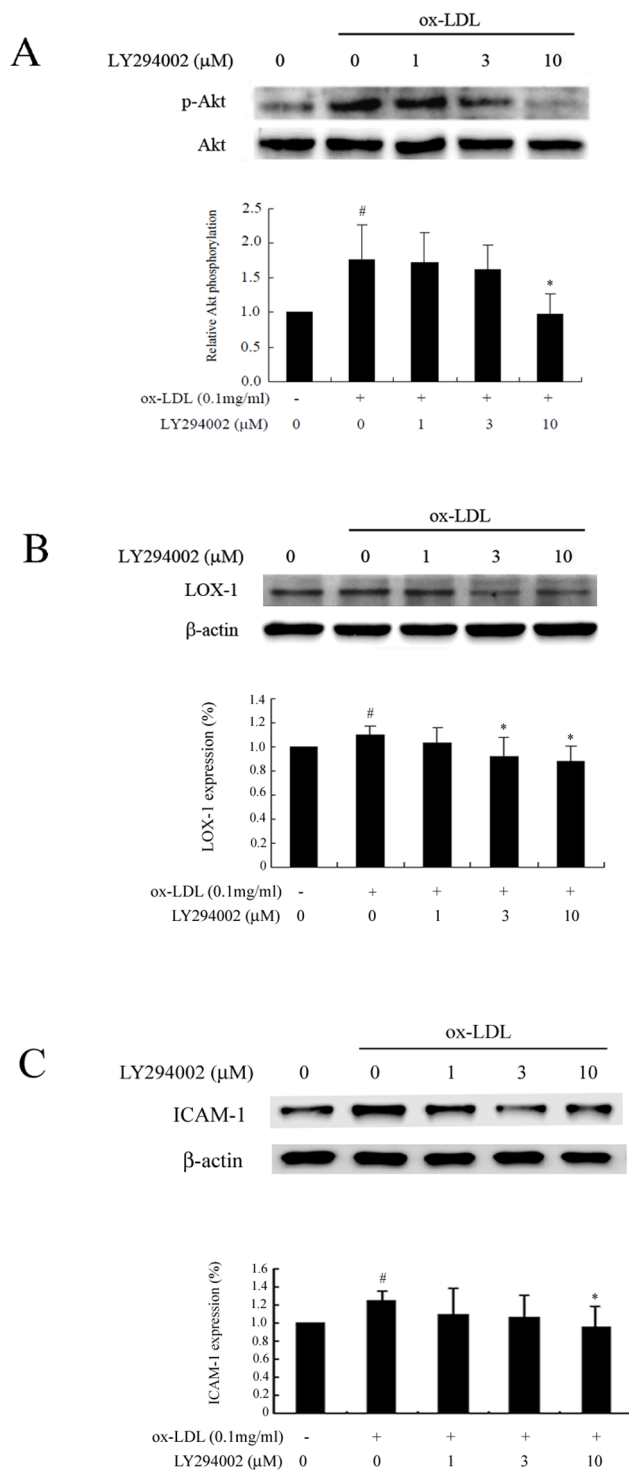 A
ox-LDL
LY294002 (μM) 0 0 1 3 10
p-Akt
Akt
Relative Akt phosphorylation
2.5
2.0
1.5
1.0
0.5
0.0
#
*
ox-LDL (0.1mg/ml) - + + + +
LY294002 (μM) 0 0 1 3 10
B
ox-LDL
LY294002 (μM) 0 0 1 3 10
LOX-1
β-actin
LOX-1 expression (%)
1.4
1.2
1.0
0.8
0.6
0.4
0.2
0
#
*
*
ox-LDL (0.1mg/ml) - + + + +
LY294002 (μM) 0 0 1 3 10
C
ox-LDL
LY294002 (μM) 0 0 1 3 10
ICAM-1
β-actin
ICAM-1 expression (%)
1.6
1.4
1.2
1.0
0.8
0.6
0.4
0.2
0
#
*
ox-LDL (0.1mg/ml) - + + + +
LY294002 (μM) 0 0 1 3 10